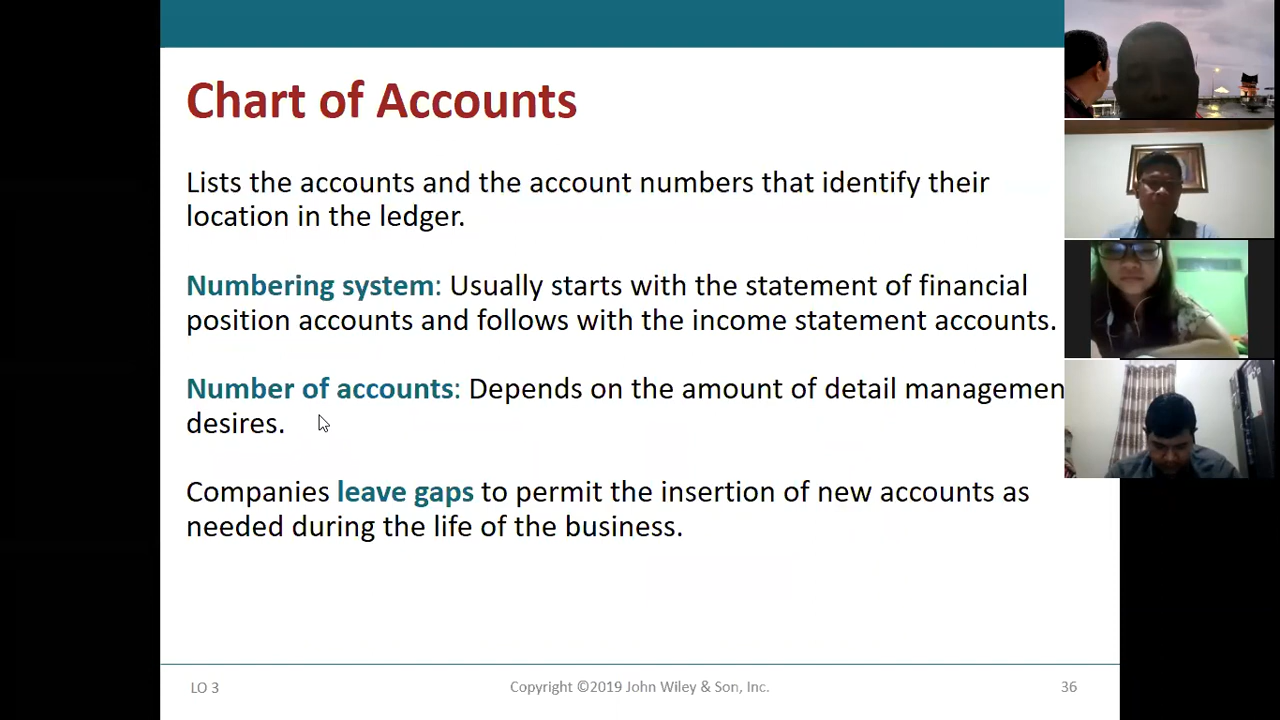 Chart of Accounts
Lists the accounts and the account numbers that identify their
location in the ledger.
Numbering system: Usually starts with the statement of financial
position accounts and follows with the income statement accounts.
Number of accounts: Depends on the amount of detail managemen
desires.
Companies leave gaps to permit the insertion of new accounts as
needed during the life of the business.
LO 3
Copyright ©2019 John Wiley & Son, Inc.
36